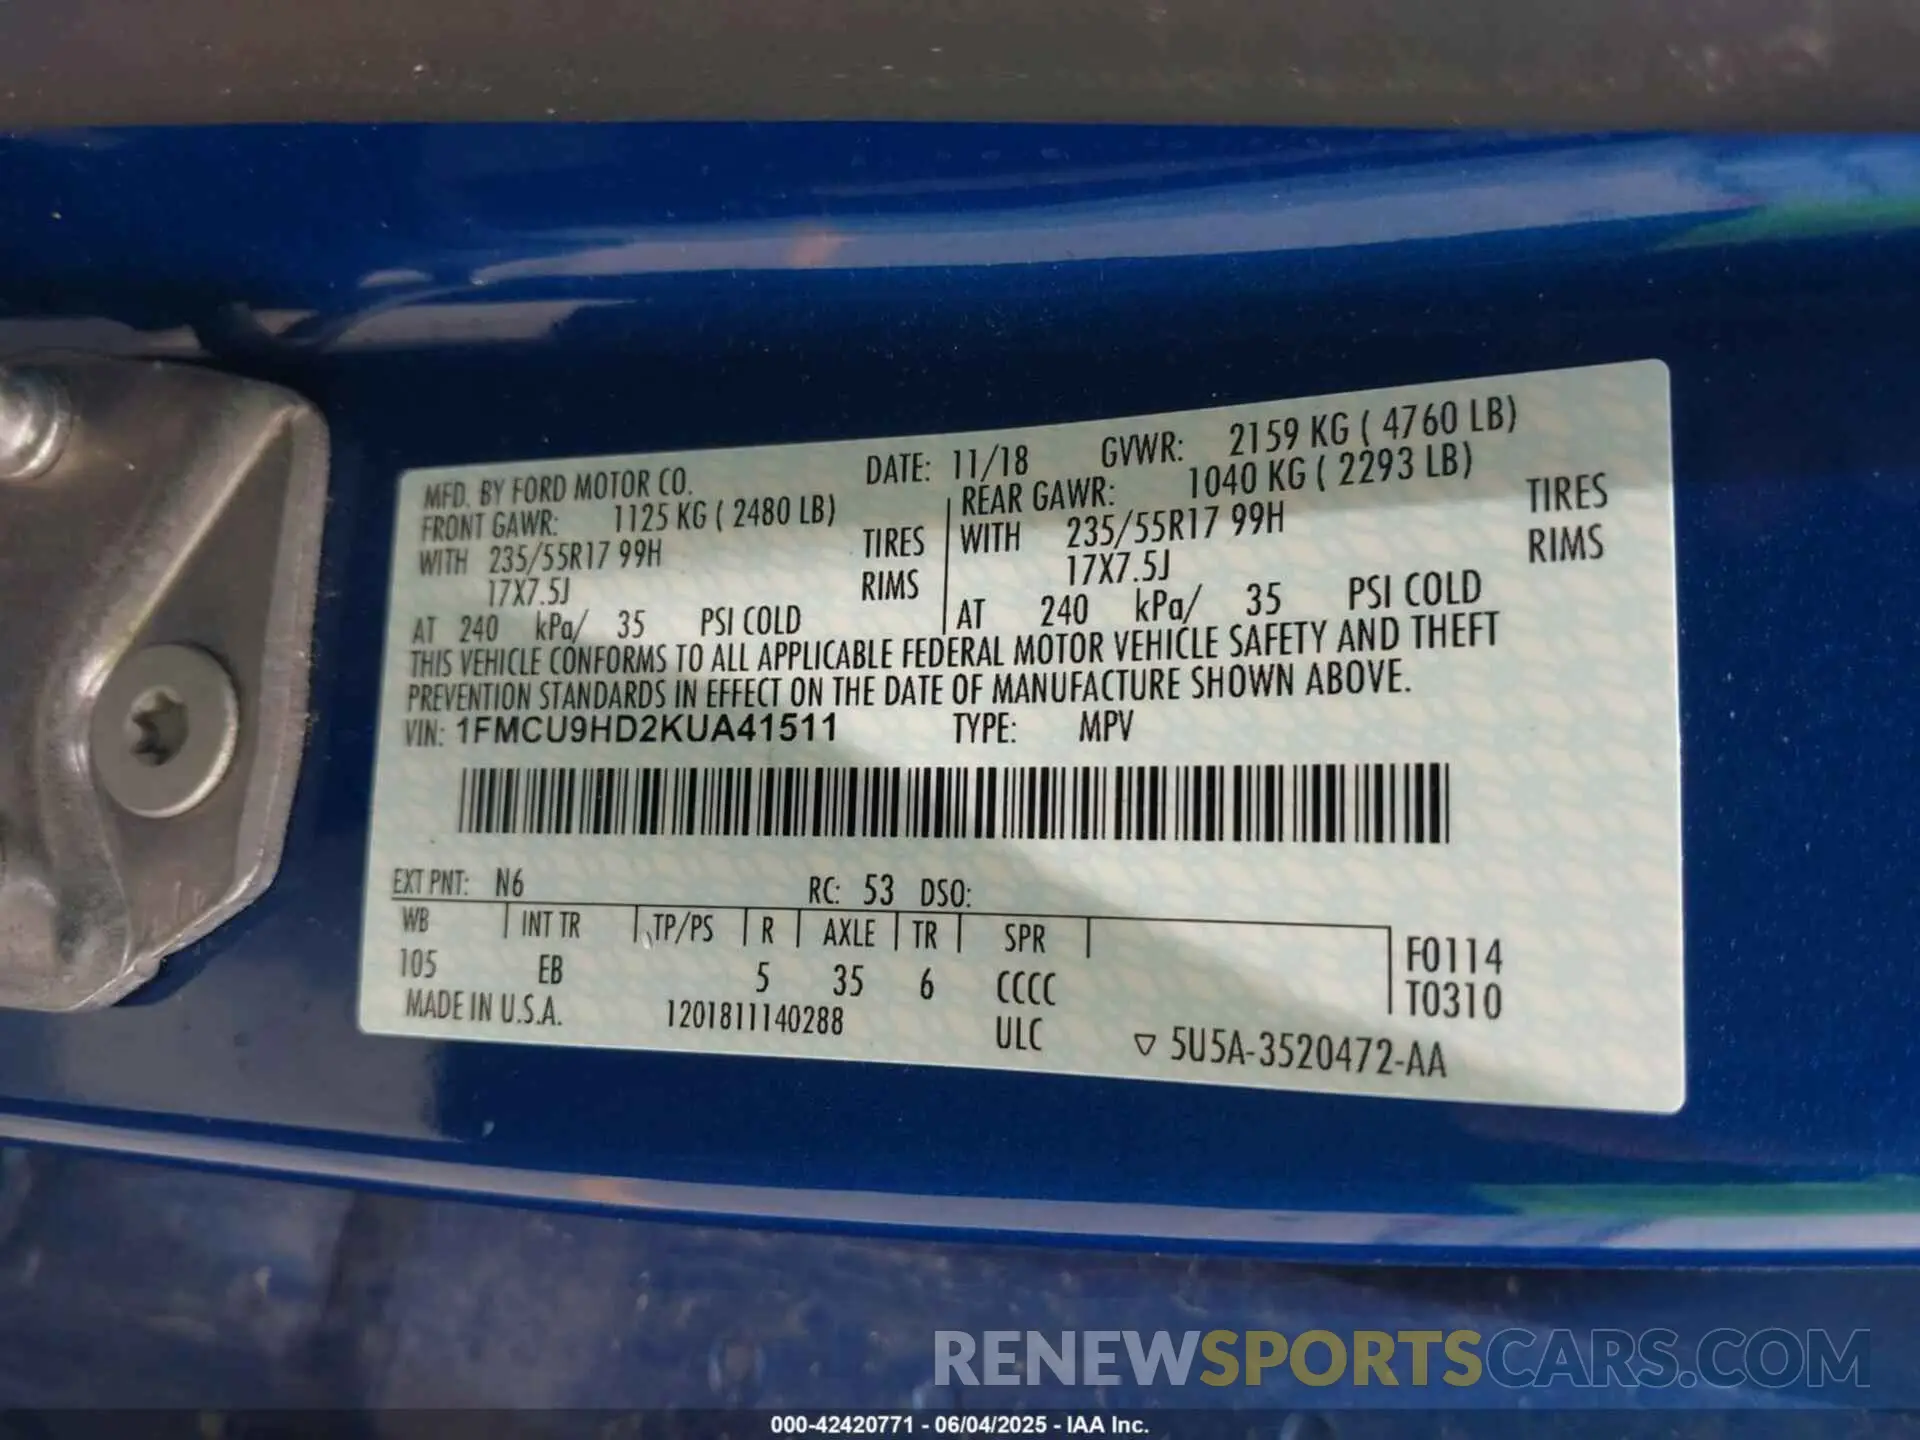 MFD. BY FORD MOTOR CO. DATE: 11/18 GVWR: 2159 KG ( 4760 LB)
FRONT GAWR: 1125 KG ( 2480 LB) REAR GAWR: 1040 KG ( 2293 LB)
WITH 235/55R17 99H TIRES WITH 235/55R17 99H TIRES
17X7.5J RIMS 17X7.5J RIMS
AT 240 kPa/ 35 PSI COLD AT 240 kPa/ 35 PSI COLD
THIS VEHICLE CONFORMS TO ALL APPLICABLE FEDERAL MOTOR VEHICLE SAFETY AND THEFT
PREVENTION STANDARDS IN EFFECT ON THE DATE OF MANUFACTURE SHOWN ABOVE.
VIN: 1FMCU9HD2KUA41511 TYPE: MPV
EXT PNT: N6 RC: 53 DSO:
WB INT TR TP/PS R AXLE TR SPR F0114
105 EB 5 35 6 CCCC T0310
MADE IN U.S.A. 1201811140288 ULC ▽ 5U5A-3520472-AA
RENEWSPORTSCARS.COM
000-42420771 - 06/04/2025 - IAA Inc.